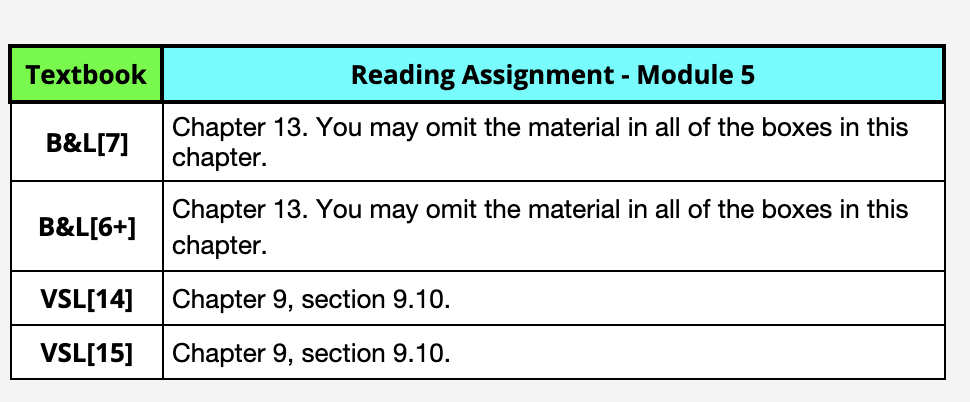 Textbook
Reading Assignment - Module 5
B&L[7]
Chapter 13. You may omit the material in all of the boxes in this
chapter.
B&L[6+]
Chapter 13. You may omit the material in all of the boxes in this
chapter.
VSL[14]
Chapter 9, section 9.10.
VSL[15]
Chapter 9, section 9.10.